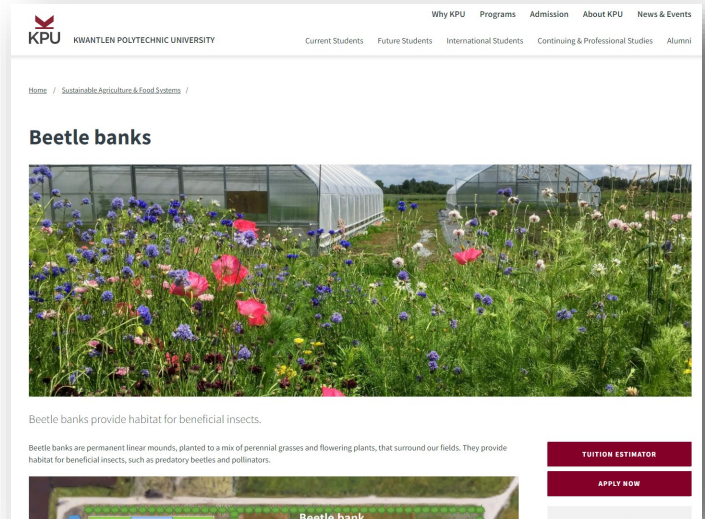 Why KPU Programs Admission About KPU News & Events
KPU KWANTLEN POLYTECHNIC UNIVERSITY
Current Students Future Students International Students Continuing & Professional Studies Alumni
Home / Sustainable Agriculture & Food Systems /
Beetle banks
Beetle banks provide habitat for beneficial insects.
Beetle banks are permanent linear mounds, planted to a mix of perennial grasses and flowering plants, that surround our fields. They provide
habitat for beneficial insects, such as predatory beetles and pollinators.
TUITION ESTIMATOR
APPLY NOW
Beetle bank